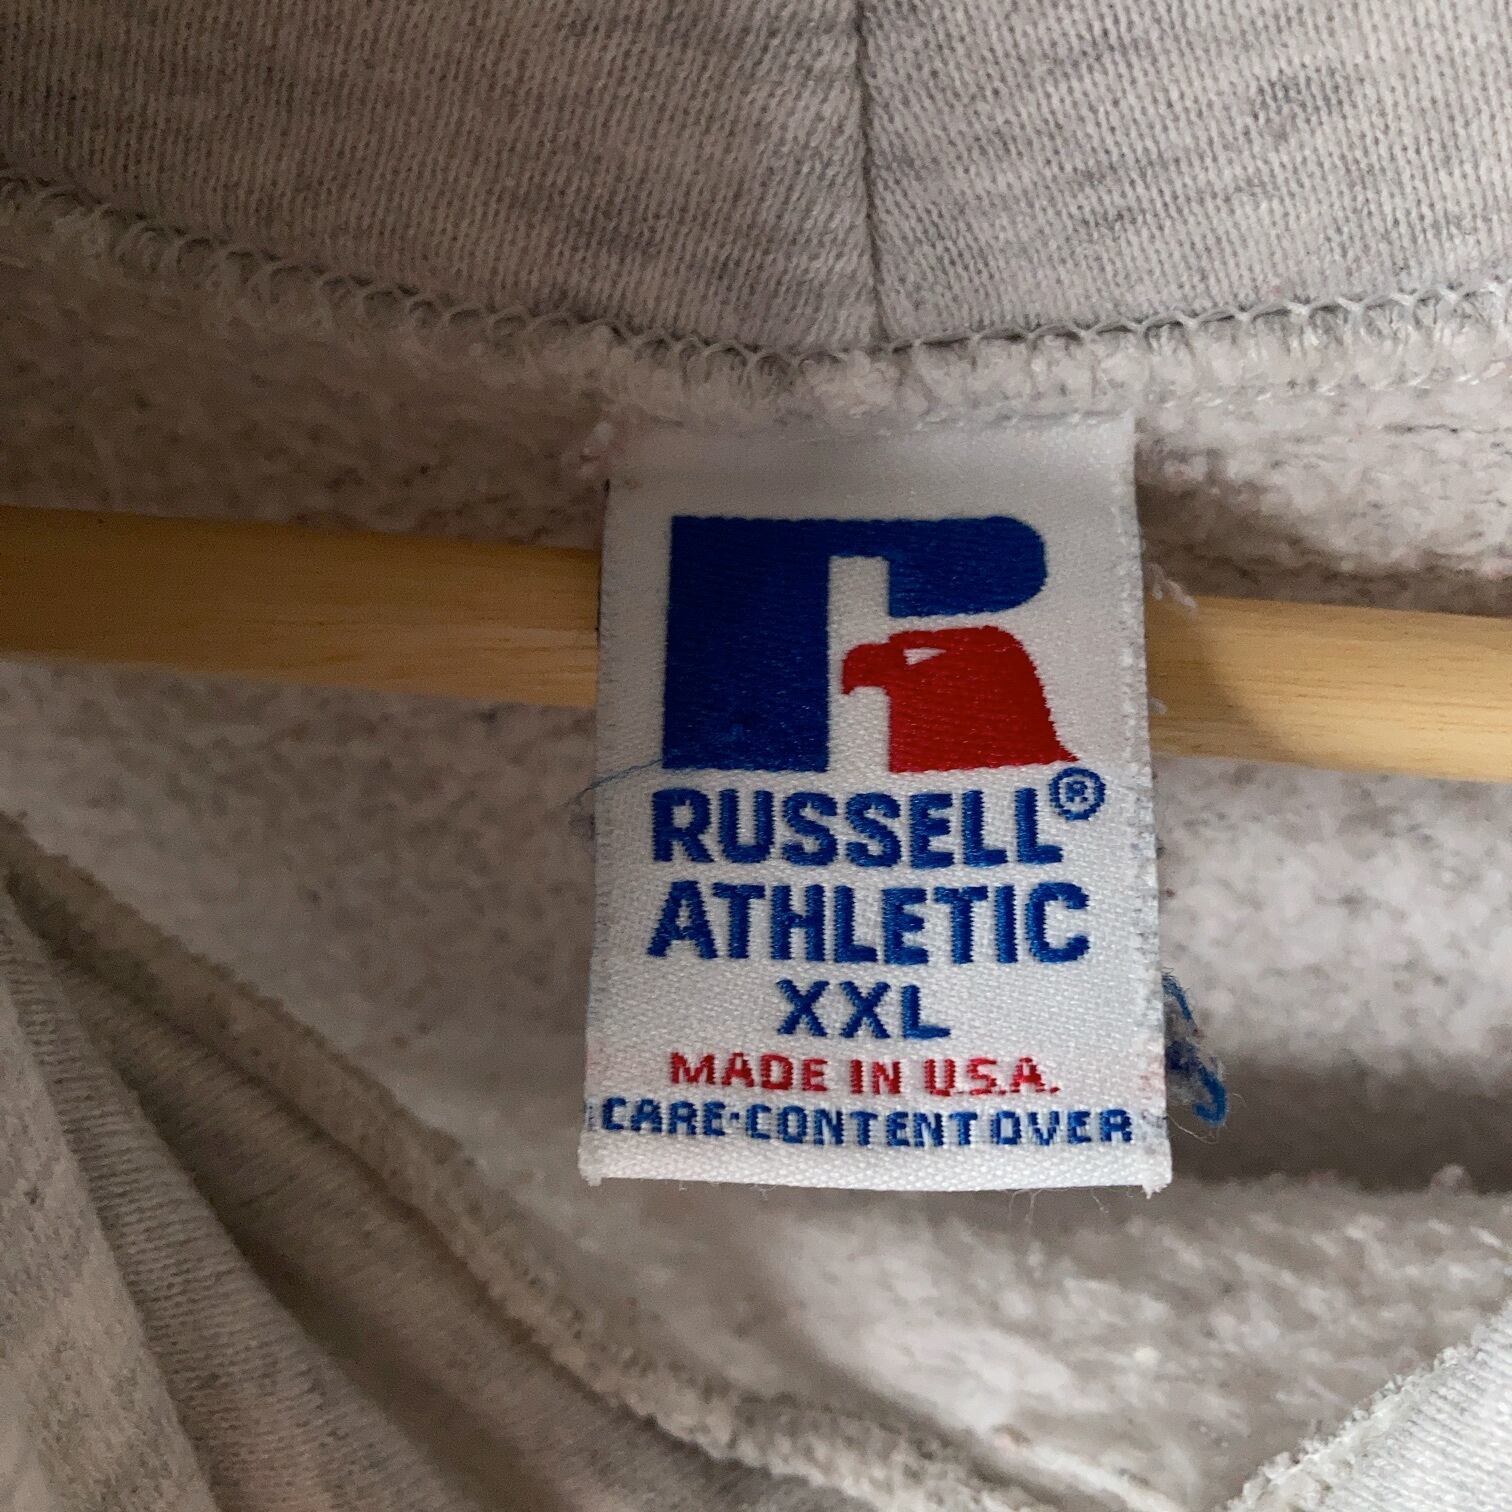 RUSSELL®
ATHLETIC
XXL
MADE IN U.S.A.
CARE·CONTENT OVER